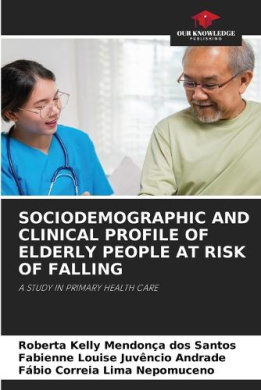 OUR KNOWLEDGE
PUBLISHING
SOCIODEMOGRAPHIC AND
CLINICAL PROFILE OF
ELDERLY PEOPLE AT RISK
OF FALLING
A STUDY IN PRIMARY HEALTH CARE
Roberta Kelly Mendonça dos Santos
Fabienne Louise Juvêncio Andrade
Fábio Correia Lima Nepomuceno